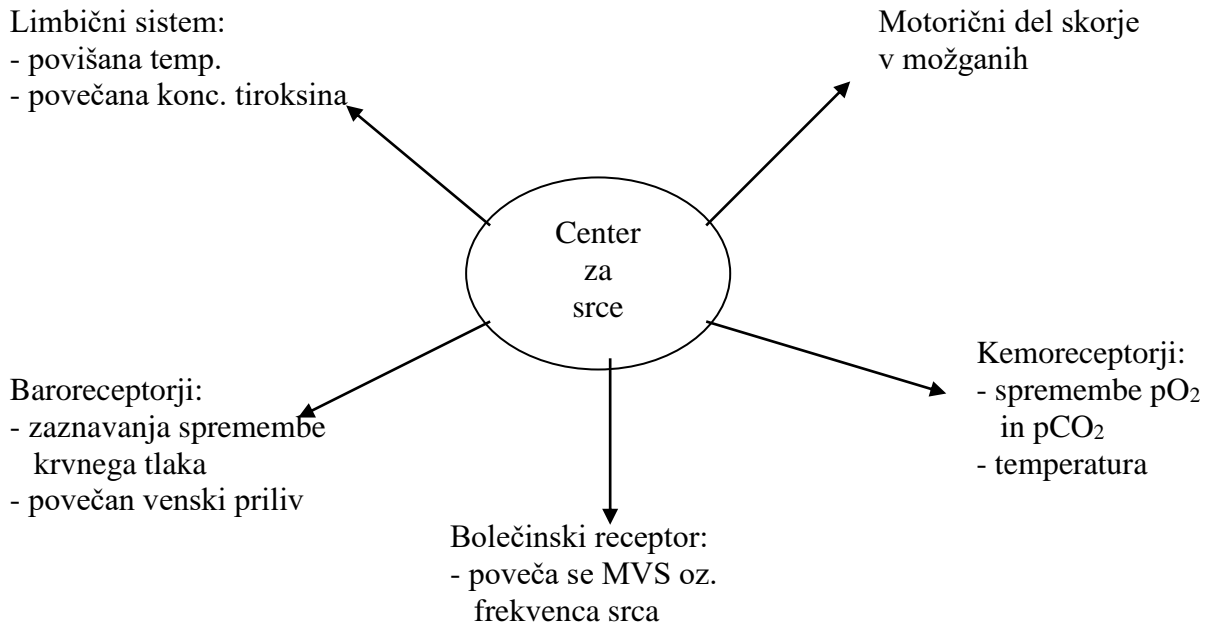 Limbični sistem:
- povišana temp.
- povečana konc. tiroksina
Motorični del skorje
v možganih
Center
za
srce
Baroreceptorji:
- zaznavanja spremembe
krvnega tlaka
- povečan venski priliv
Kemoreceptorji:
- spremembe pO₂
in pCO₂
- temperatura
Bolečinski receptor:
- poveča se MVS oz.
frekvenca srca